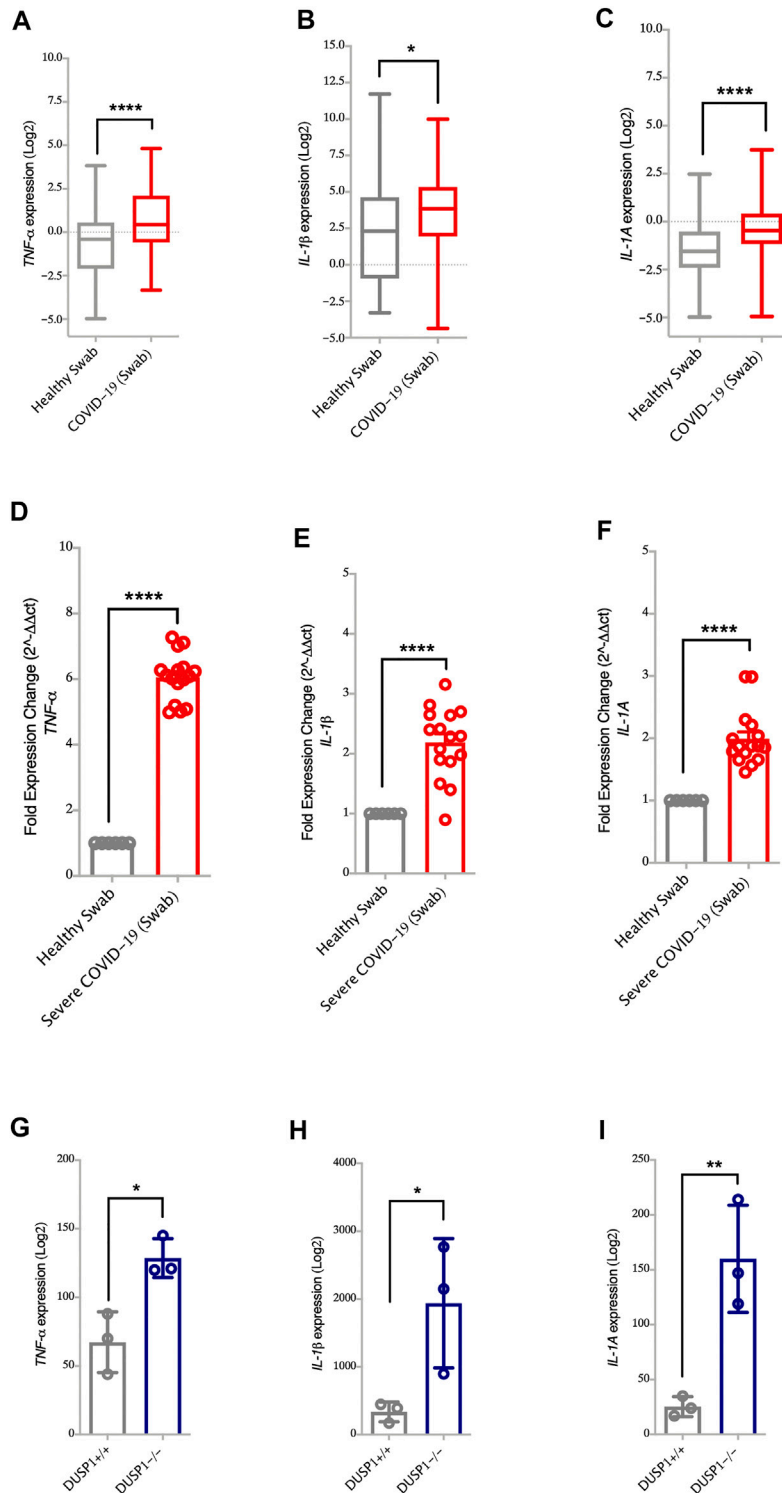 A
TNF-α expression (Log2)
10.0
7.5
5.0
2.5
0.0
−2.5
−5.0
****
Healthy Swab
COVID−19 (Swab)
B
IL-1β expression (Log2)
15.0
12.5
10.0
7.5
5.0
2.5
0.0
−2.5
−5.0
*
Healthy Swab
COVID−19 (Swab)
C
IL-1A expression (Log2)
10.0
7.5
5.0
2.5
0.0
−2.5
−5.0
****
Healthy Swab
COVID−19 (Swab)
D
Fold Expression Change (2^-ΔΔct)
TNF-α
10
8
6
4
2
1
0
****
Healthy Swab
Severe COVID−19 (Swab)
E
Fold Expression Change (2^-ΔΔct)
IL-1β
5
4
3
2
1
0
****
Healthy Swab
Severe COVID−19 (Swab)
F
Fold Expression Change (2^-ΔΔct)
IL-1A
5
4
3
2
1
0
****
Healthy Swab
Severe COVID−19 (Swab)
G
TNF-α expression (Log2)
200
150
100
50
0
*
DUSP1+/+
DUSP1−/−
H
IL-1β expression (Log2)
4000
3000
2000
1000
0
*
DUSP1+/+
DUSP1−/−
I
IL-1A expression (Log2)
250
200
150
100
50
0
**
DUSP1+/+
DUSP1−/−